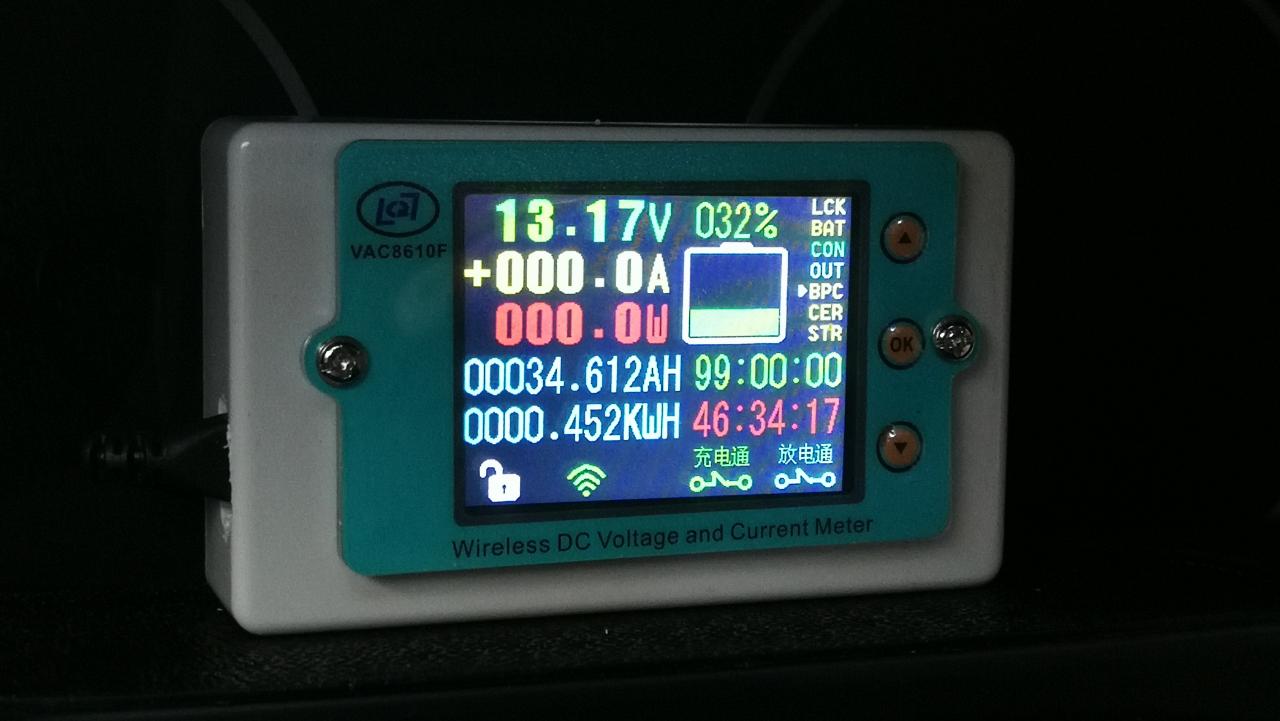 VAC8610F
13.17V 032%
+000.0A
000.0W
LCK
BAT
CON
OUT
BPC
CER
STR
00034.612AH 99:00:00
0000.452KWH 46:34:17
充电通 放电通
OK
Wireless DC Voltage and Current Meter